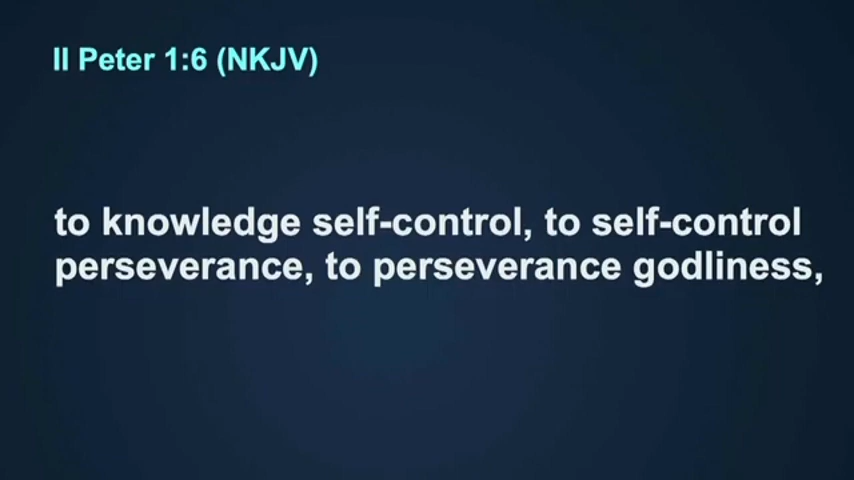 II Peter 1:6 (NKJV)
to knowledge self-control, to self-control
perseverance, to perseverance godliness,